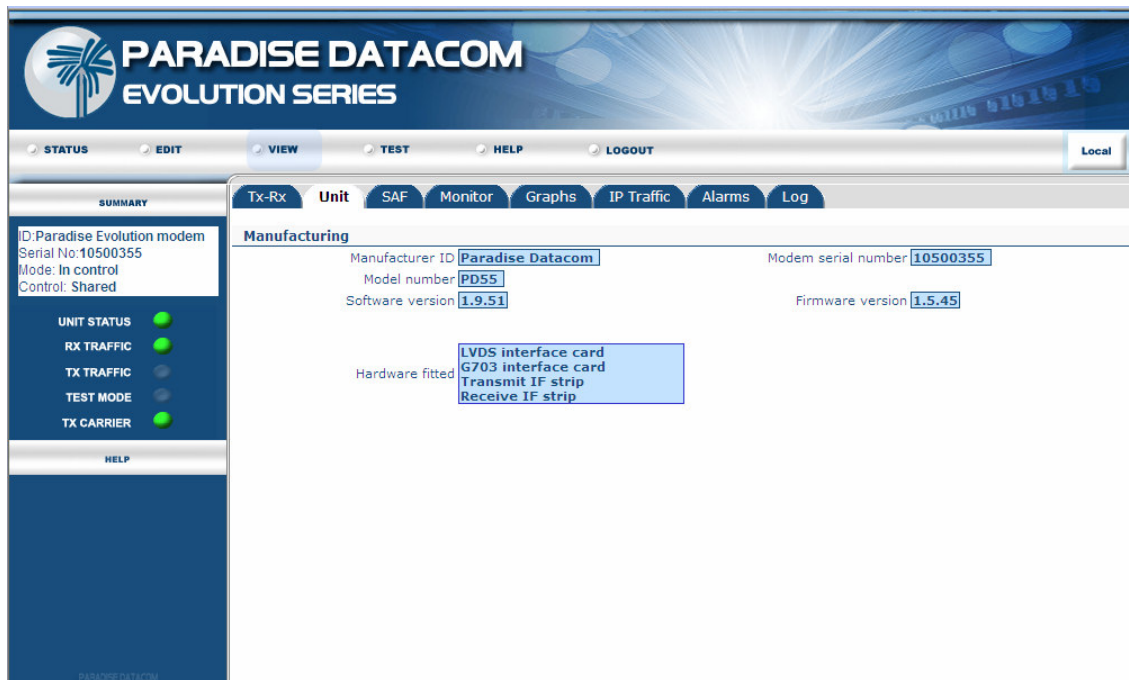 PARADISE DATACOM
EVOLUTION SERIES
STATUS EDIT VIEW TEST HELP LOGOUT Local
SUMMARY
ID:Paradise Evolution modem
Serial No:10500355
Mode: In control
Control: Shared
UNIT STATUS
RX TRAFFIC
TX TRAFFIC
TEST MODE
TX CARRIER
HELP
PARADISE DATACOM
Tx-Rx Unit SAF Monitor Graphs IP Traffic Alarms Log
Manufacturing
Manufacturer ID Paradise Datacom Modem serial number 10500355
Model number PD55
Software version 1.9.51 Firmware version 1.5.45
Hardware fitted
LVDS interface card
G703 interface card
Transmit IF strip
Receive IF strip